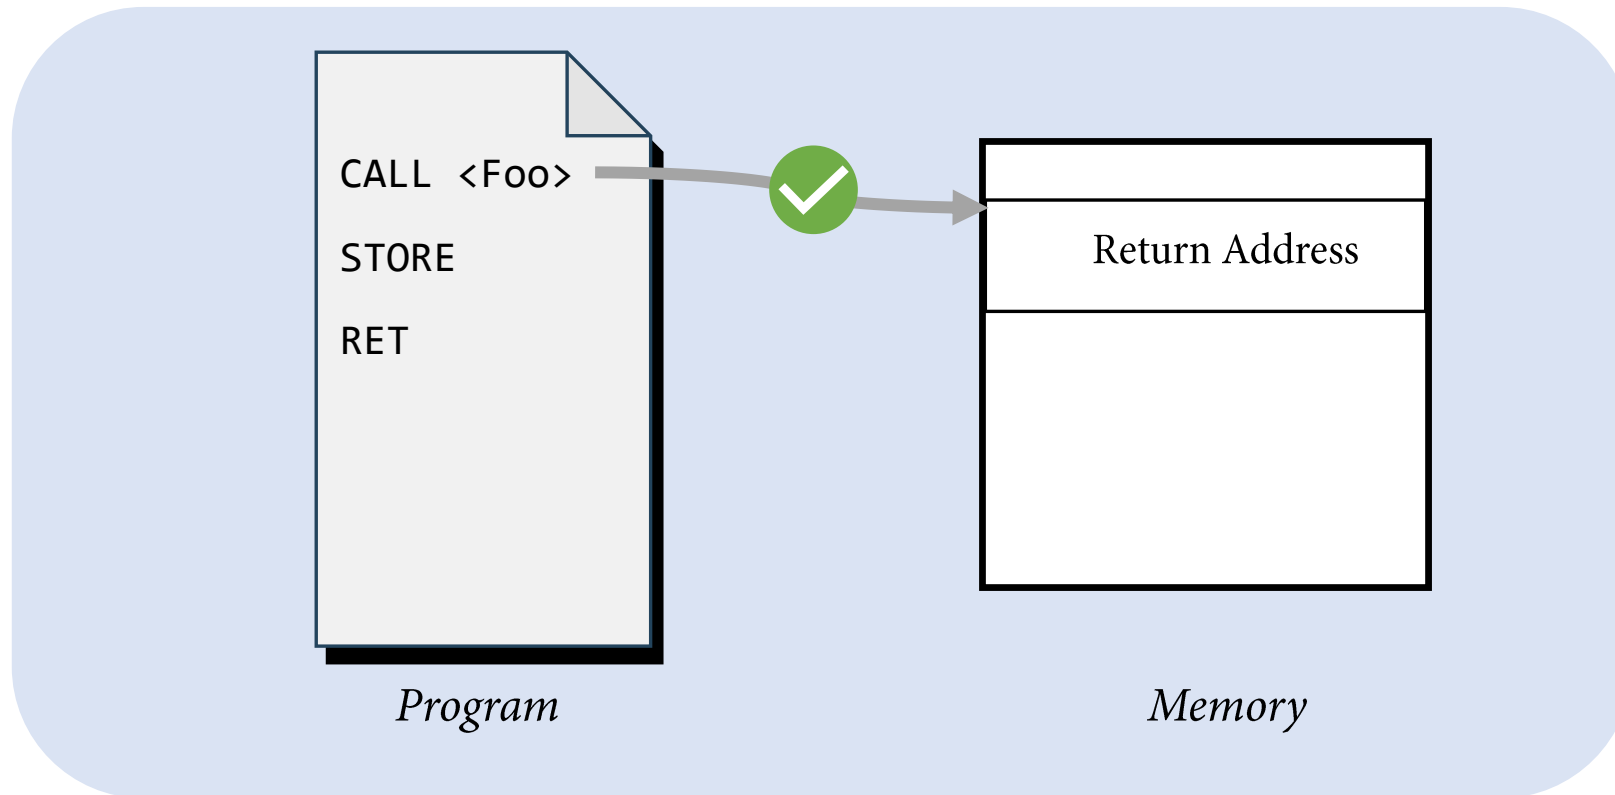 CALL <Foo>
STORE
RET
Return Address
Program
Memory